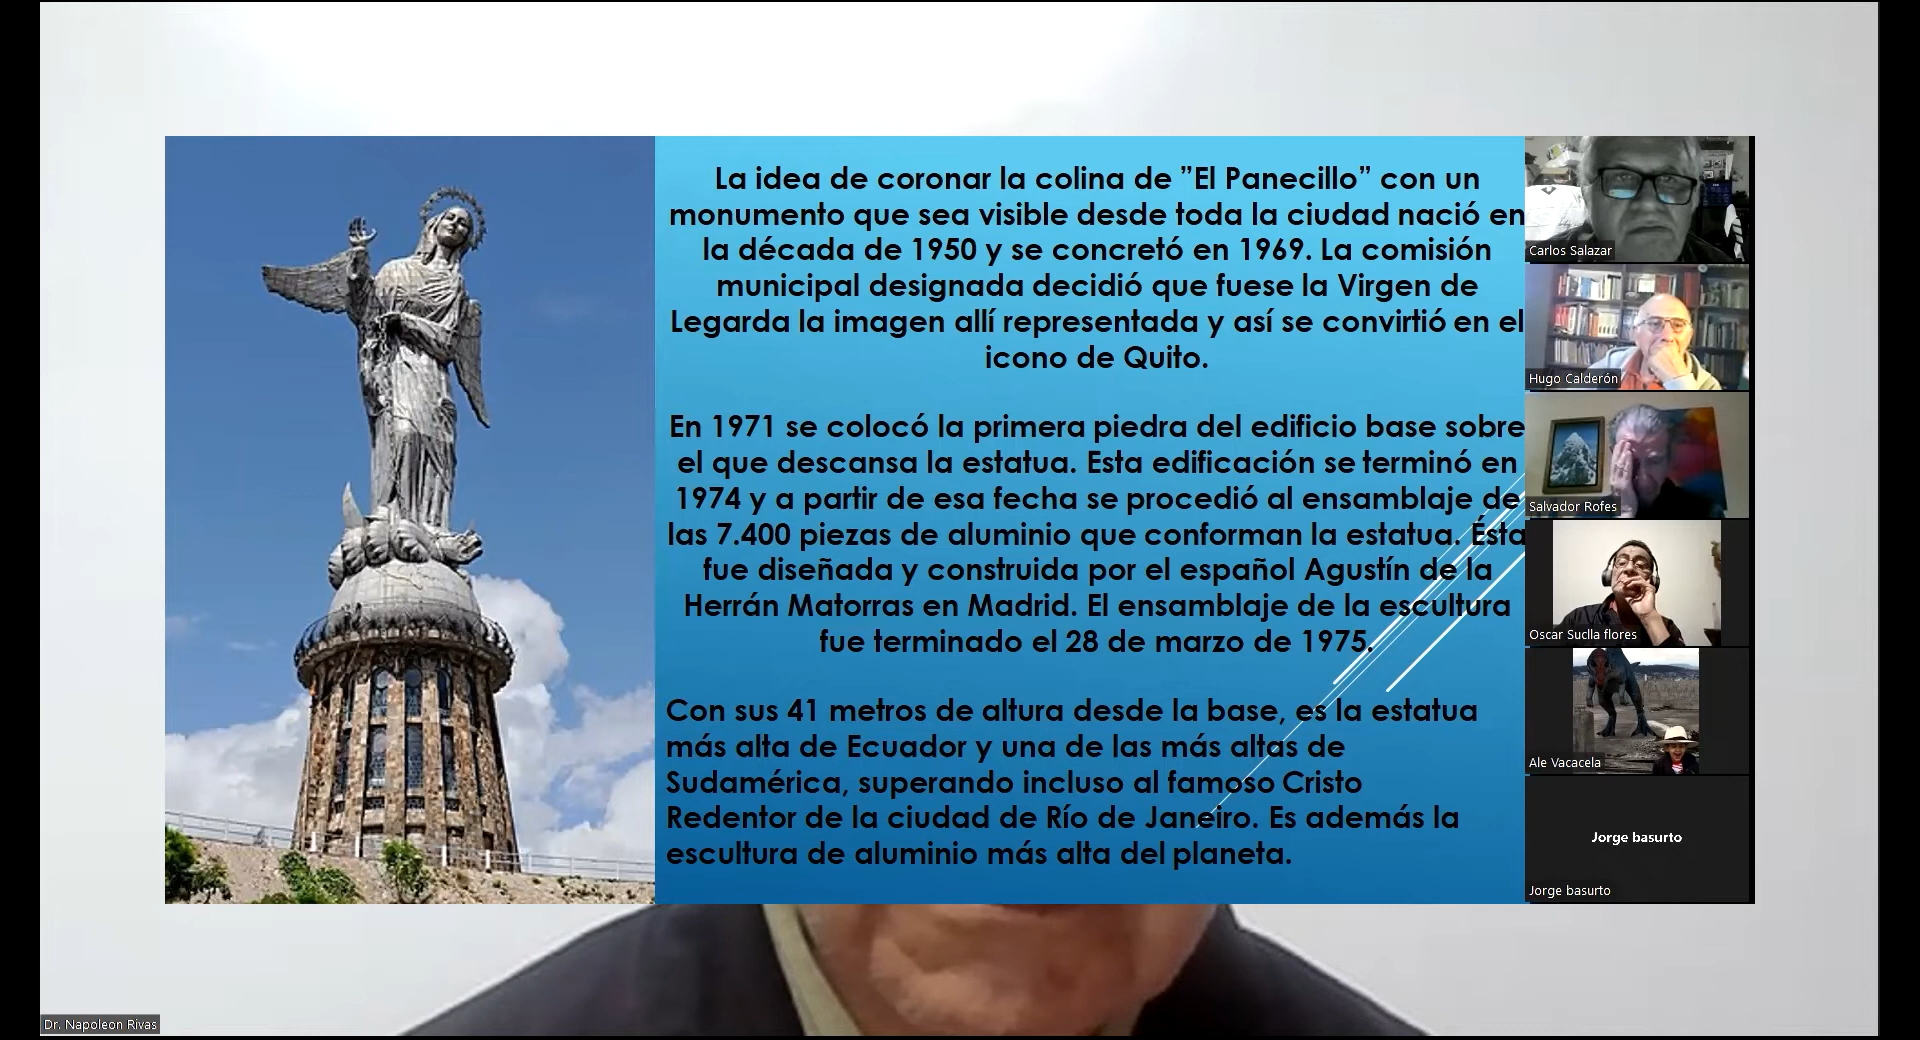 La idea de coronar la colina de ”El Panecillo” con un
monumento que sea visible desde toda la ciudad nació en
la década de 1950 y se concretó en 1969. La comisión
municipal designada decidió que fuese la Virgen de
Legarda la imagen allí representada y así se convirtió en el
icono de Quito.
En 1971 se colocó la primera piedra del edificio base sobre
el que descansa la estatua. Esta edificación se terminó en
1974 y a partir de esa fecha se procedió al ensamblaje de
las 7.400 piezas de aluminio que conforman la estatua. Ésta
fue diseñada y construida por el español Agustín de la
Herrán Matorras en Madrid. El ensamblaje de la escultura
fue terminado el 28 de marzo de 1975.
Con sus 41 metros de altura desde la base, es la estatua
más alta de Ecuador y una de las más altas de
Sudamérica, superando incluso al famoso Cristo
Redentor de la ciudad de Río de Janeiro. Es además la
escultura de aluminio más alta del planeta.
Carlos Salazar
Hugo Calderón
Salvador Rofes
Oscar Suclla flores
Ale Vacacela
Jorge basurto
Jorge basurto
Dr. Napoleon Rivas